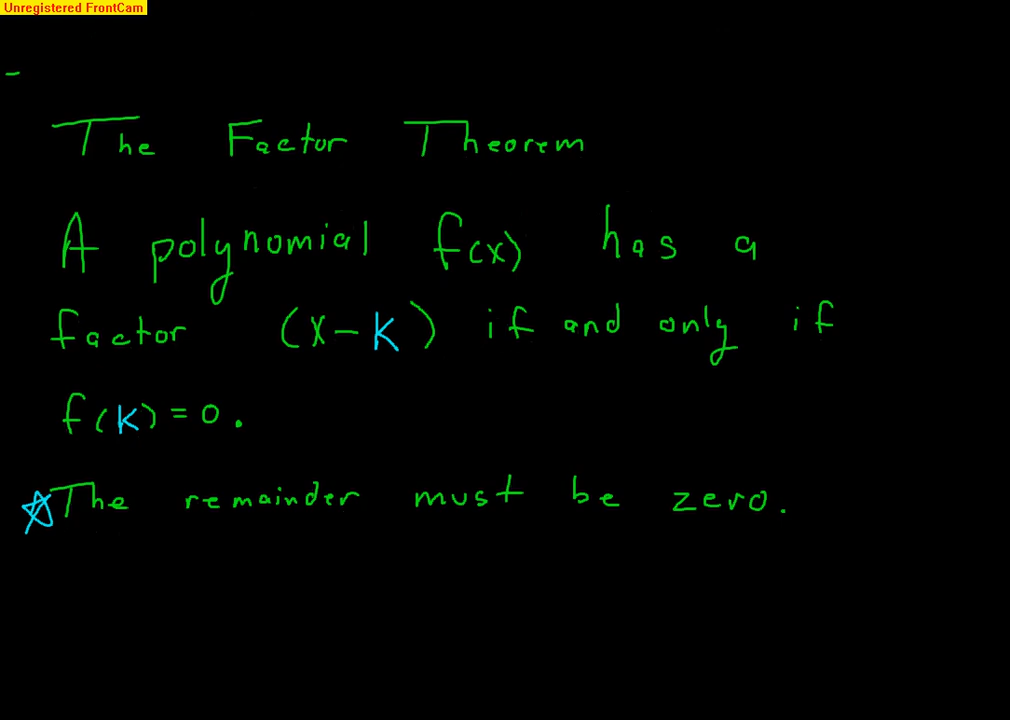 Unregistered FrontCam
The Factor Theorem
A polynomial f(x) has a
factor (x-k) if and only if
f(k)=0.
☆The remainder must be zero.